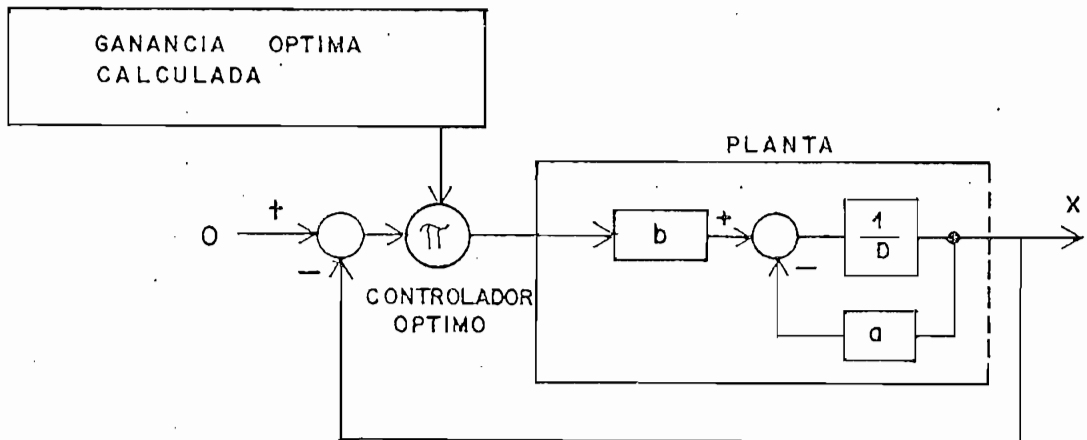 GANANCIA OPTIMA
CALCULADA
PLANTA
X
+
O
−
π
b
+
−
1
D
a
CONTROLADOR
OPTIMO